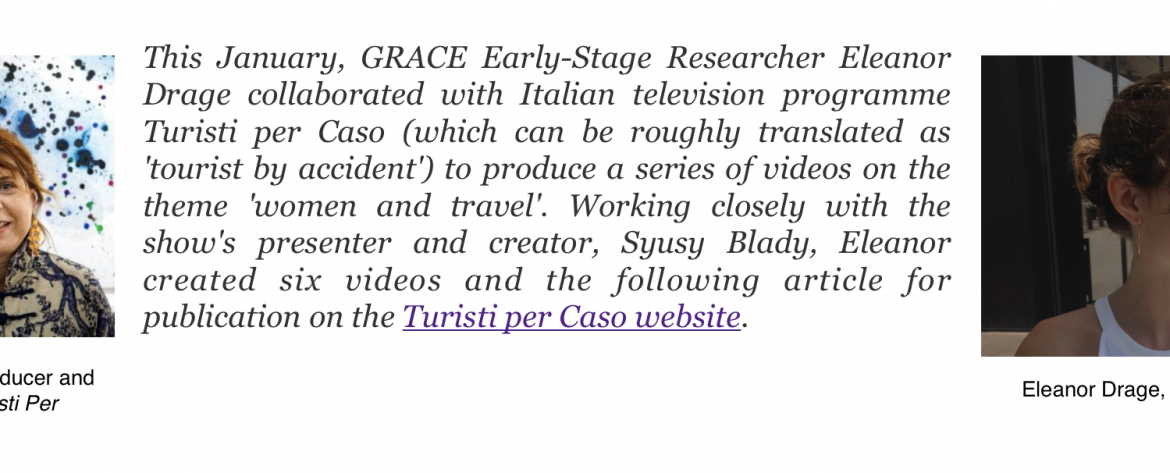 This January, GRACE Early-Stage Researcher Eleanor
Drage collaborated with Italian television programme
Turisti per Caso (which can be roughly translated as
'tourist by accident') to produce a series of videos on the
theme 'women and travel'. Working closely with the
show's presenter and creator, Syusy Blady, Eleanor
created six videos and the following article for
publication on the Turisti per Caso website.
ducer and
sti Per
Eleanor Drage,